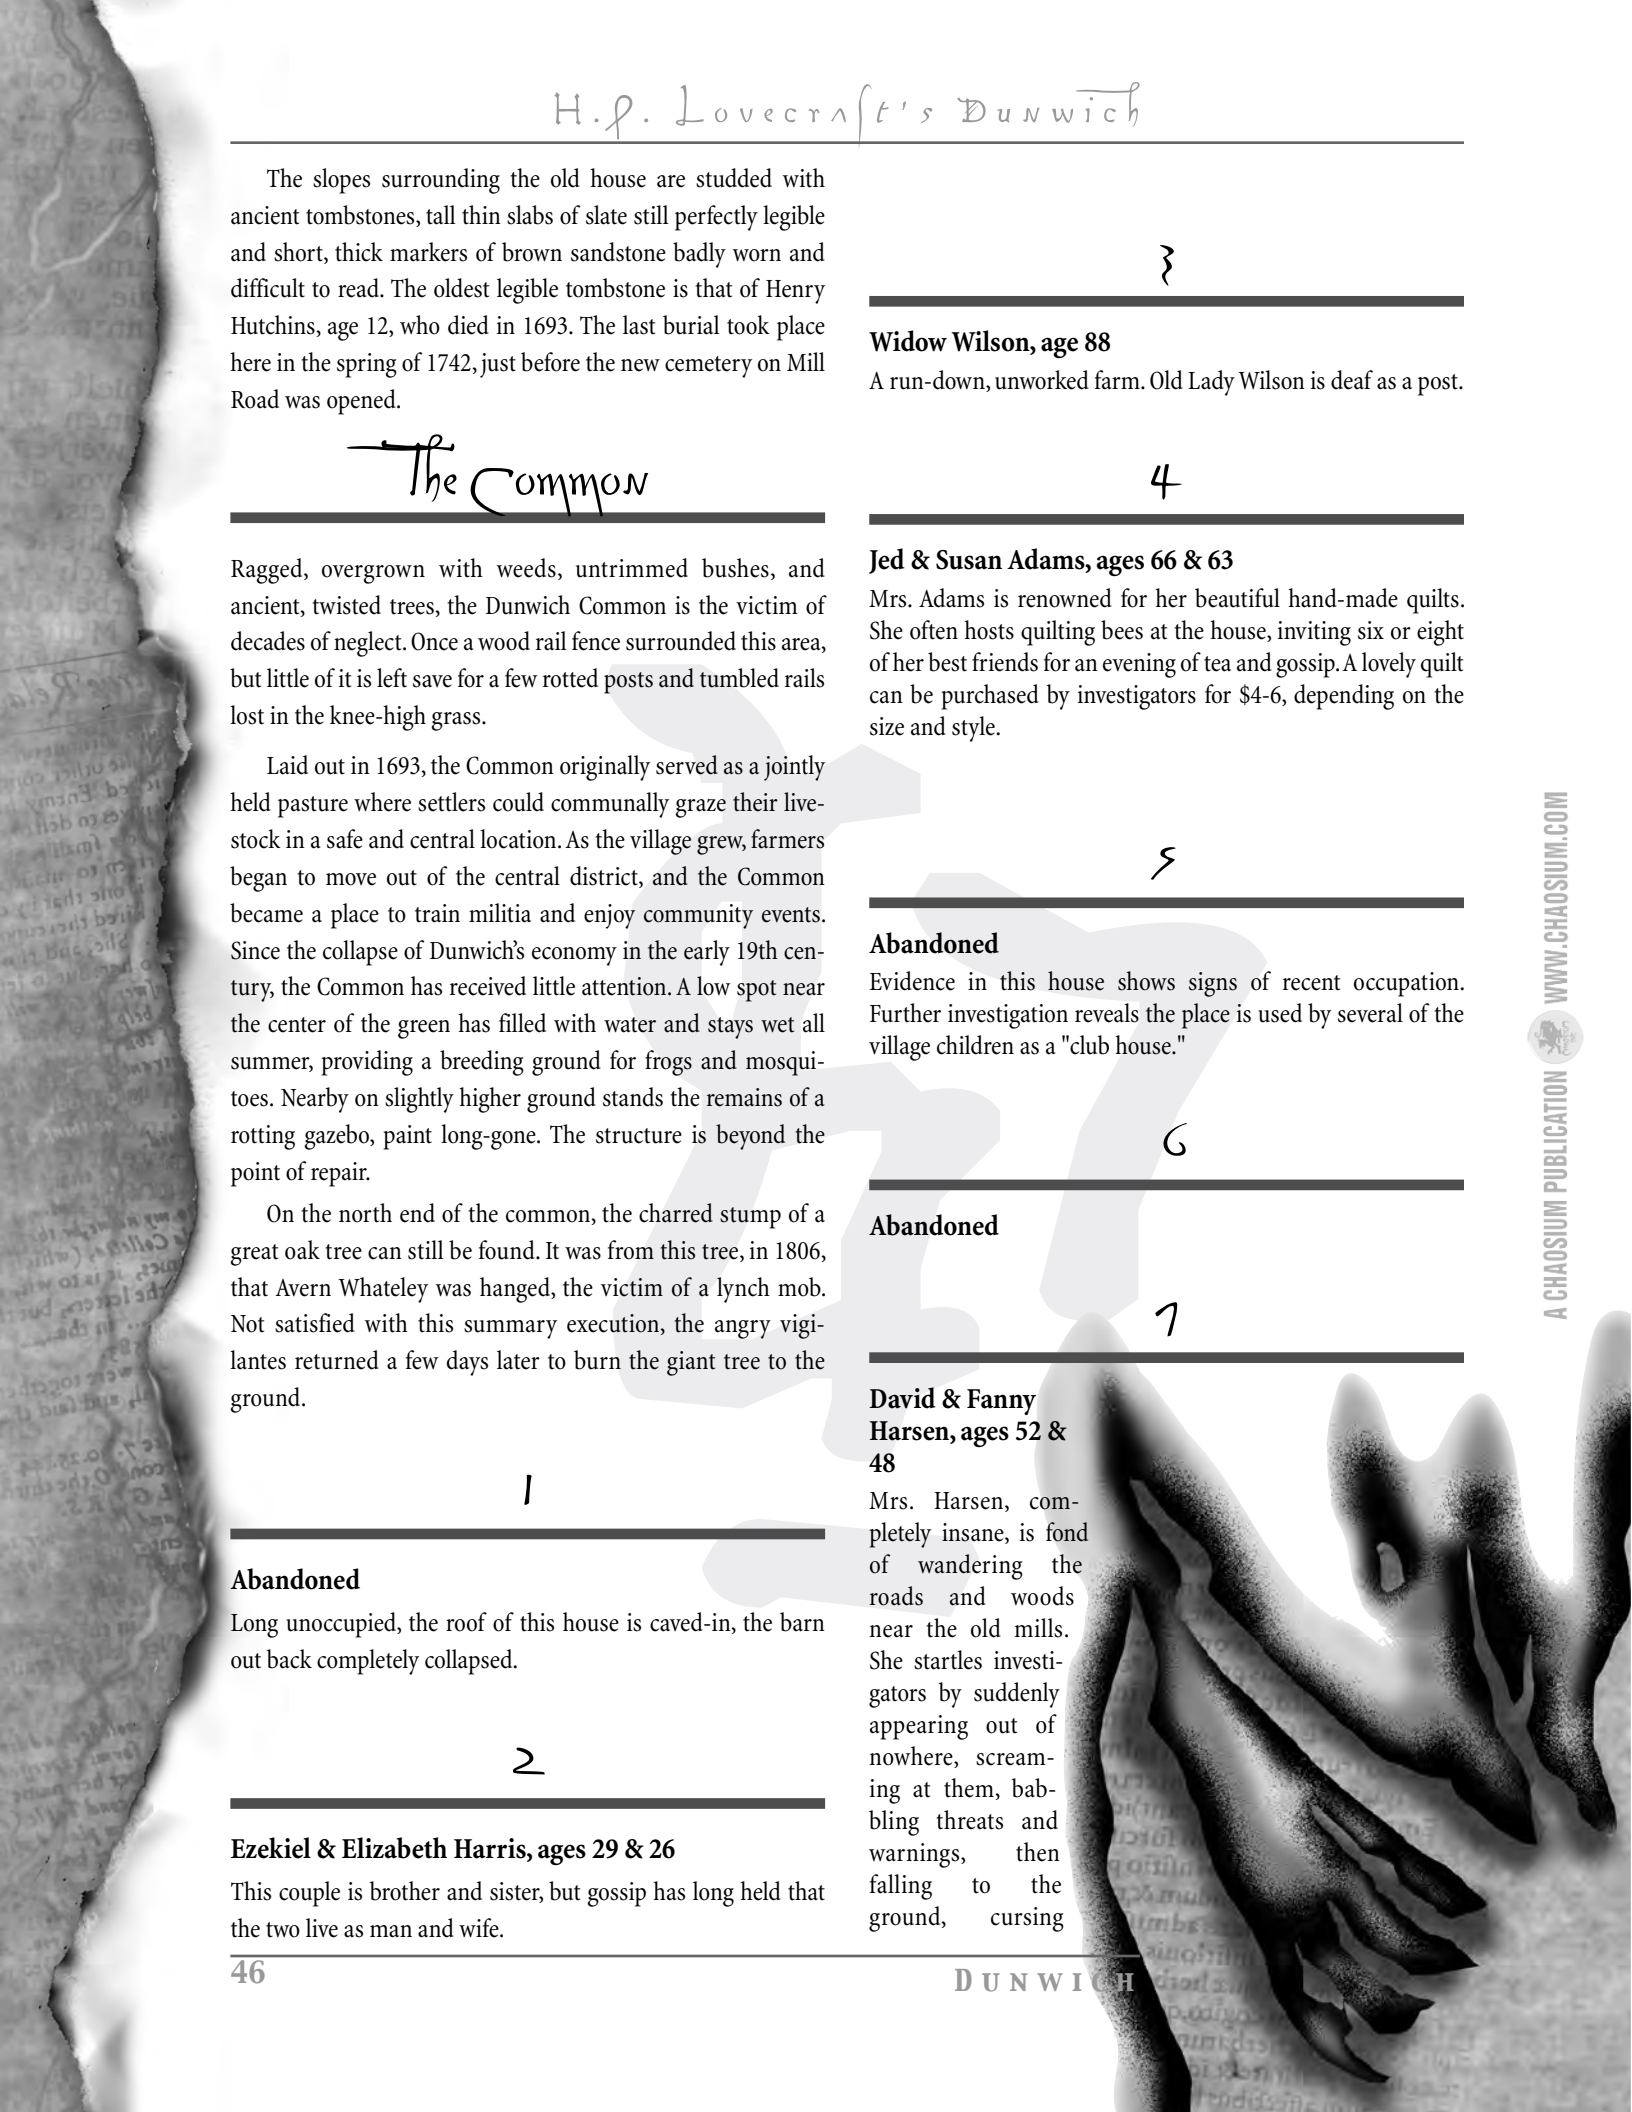 H.P. Lovecraft's Dunwich
The slopes surrounding the old house are studded with
ancient tombstones, tall thin slabs of slate still perfectly legible
and short, thick markers of brown sandstone badly worn and
difficult to read. The oldest legible tombstone is that of Henry
Hutchins, age 12, who died in 1693. The last burial took place
here in the spring of 1742, just before the new cemetery on Mill
Road was opened.
The Common
Ragged, overgrown with weeds, untrimmed bushes, and
ancient, twisted trees, the Dunwich Common is the victim of
decades of neglect. Once a wood rail fence surrounded this area,
but little of it is left save for a few rotted posts and tumbled rails
lost in the knee-high grass.
Laid out in 1693, the Common originally served as a jointly
held pasture where settlers could communally graze their live-
stock in a safe and central location. As the village grew, farmers
began to move out of the central district, and the Common
became a place to train militia and enjoy community events.
Since the collapse of Dunwich's economy in the early 19th cen-
tury, the Common has received little attention. A low spot near
the center of the green has filled with water and stays wet all
summer, providing a breeding ground for frogs and mosqui-
toes. Nearby on slightly higher ground stands the remains of a
rotting gazebo, paint long-gone. The structure is beyond the
point of repair.
On the north end of the common, the charred stump of a
great oak tree can still be found. It was from this tree, in 1806,
that Avern Whateley was hanged, the victim of a lynch mob.
Not satisfied with this summary execution, the angry vigi-
lantes returned a few days later to burn the giant tree to the
ground.
1
Abandoned
Long unoccupied, the roof of this house is caved-in, the barn
out back completely collapsed.
2
Ezekiel & Elizabeth Harris, ages 29 & 26
This couple is brother and sister, but gossip has long held that
the two live as man and wife.
3
Widow Wilson, age 88
A run-down, unworked farm. Old Lady Wilson is deaf as a post.
4
Jed & Susan Adams, ages 66 & 63
Mrs. Adams is renowned for her beautiful hand-made quilts.
She often hosts quilting bees at the house, inviting six or eight
of her best friends for an evening of tea and gossip. A lovely quilt
can be purchased by investigators for $4-6, depending on the
size and style.
5
Abandoned
Evidence in this house shows signs of recent occupation.
Further investigation reveals the place is used by several of the
village children as a "club house."
6
Abandoned
7
David & Fanny
Harsen, ages 52 &
48
Mrs. Harsen, com-
pletely insane, is fond
of wandering the
roads and woods
near the old mills.
She startles investi-
gators by suddenly
appearing out of
nowhere, scream-
ing at them, bab-
bling threats and
warnings, then
falling to the
ground, cursing
46
Dunwich
A CHAOSIUM PUBLICATION WWW.CHAOSIUM.COM